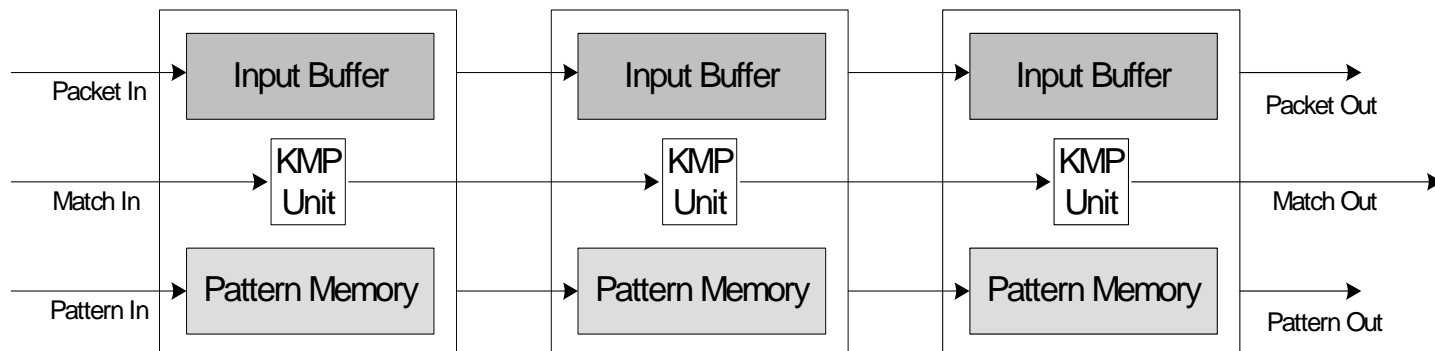 Input Buffer
Input Buffer
Input Buffer
Packet In
Packet Out
KMP
Unit
KMP
Unit
KMP
Unit
Match In
Match Out
Pattern Memory
Pattern Memory
Pattern Memory
Pattern In
Pattern Out